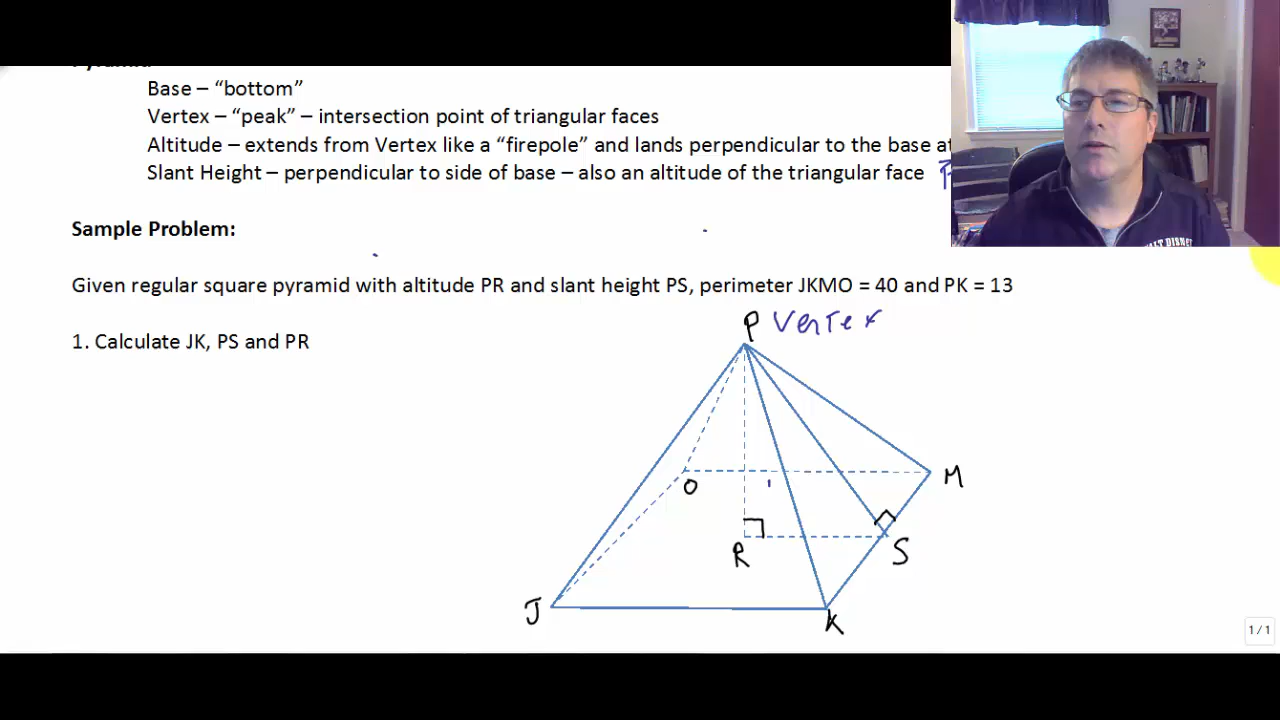 Base – “bottom”
Vertex – “peak” – intersection point of triangular faces
Altitude – extends from Vertex like a “firepole” and lands perpendicular to the base at
Slant Height – perpendicular to side of base – also an altitude of the triangular face
Sample Problem:
Given regular square pyramid with altitude PR and slant height PS, perimeter JKMO = 40 and PK = 13
1. Calculate JK, PS and PR
P Vertex
O
M
R
S
J
K
1 / 1